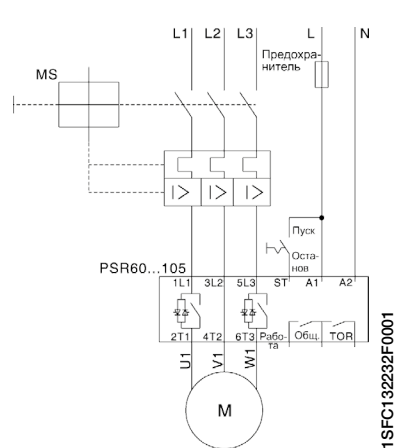 L1 L2 L3 L N
Предохра-
нитель
MS
I> I> I>
Пуск
Оста-
нов
PSR60...105
1L1 3L2 5L3 ST A1 A2
2T1 4T2 6T3 Рабо-
та Общ. TOR
U1 V1 W1
M
1SFC132232F0001